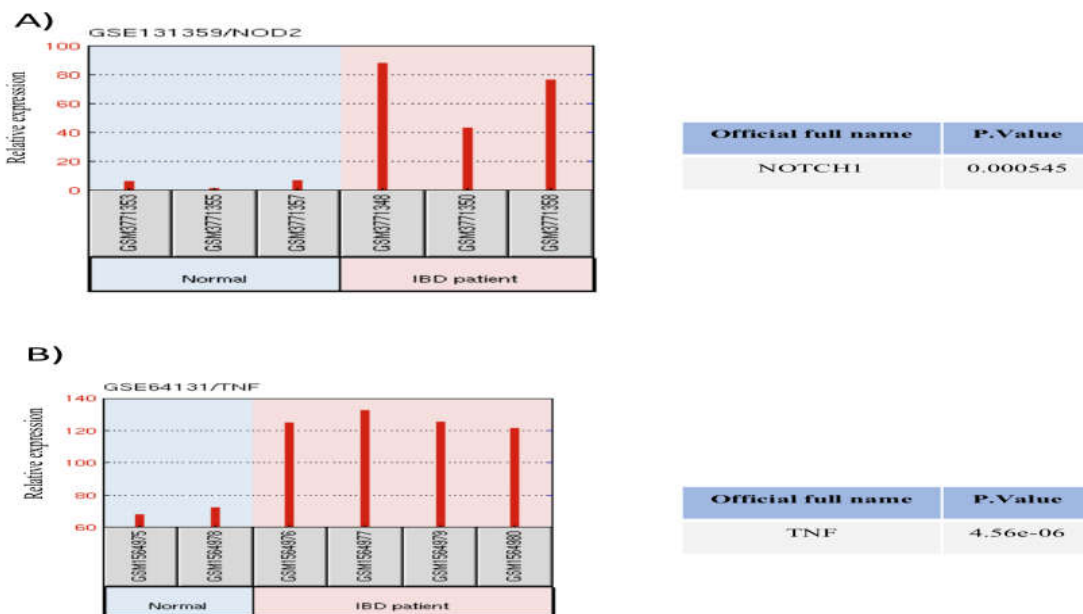 A)
GSE131359/NOD2
Relative expression
100
80
60
40
20
0
GSM3771353
GSM3771355
GSM3771357
GSM3771348
GSM3771350
GSM3771358
Normal
IBD patient
Official full name P.Value
NOTCH1 0.000545
B)
GSE64131/TNF
Relative expression
140
120
100
80
60
GSM1564975
GSM1564978
GSM1564976
GSM1564977
GSM1564979
GSM1564980
Normal
IBD patient
Official full name P.Value
TNF 4.56e-06